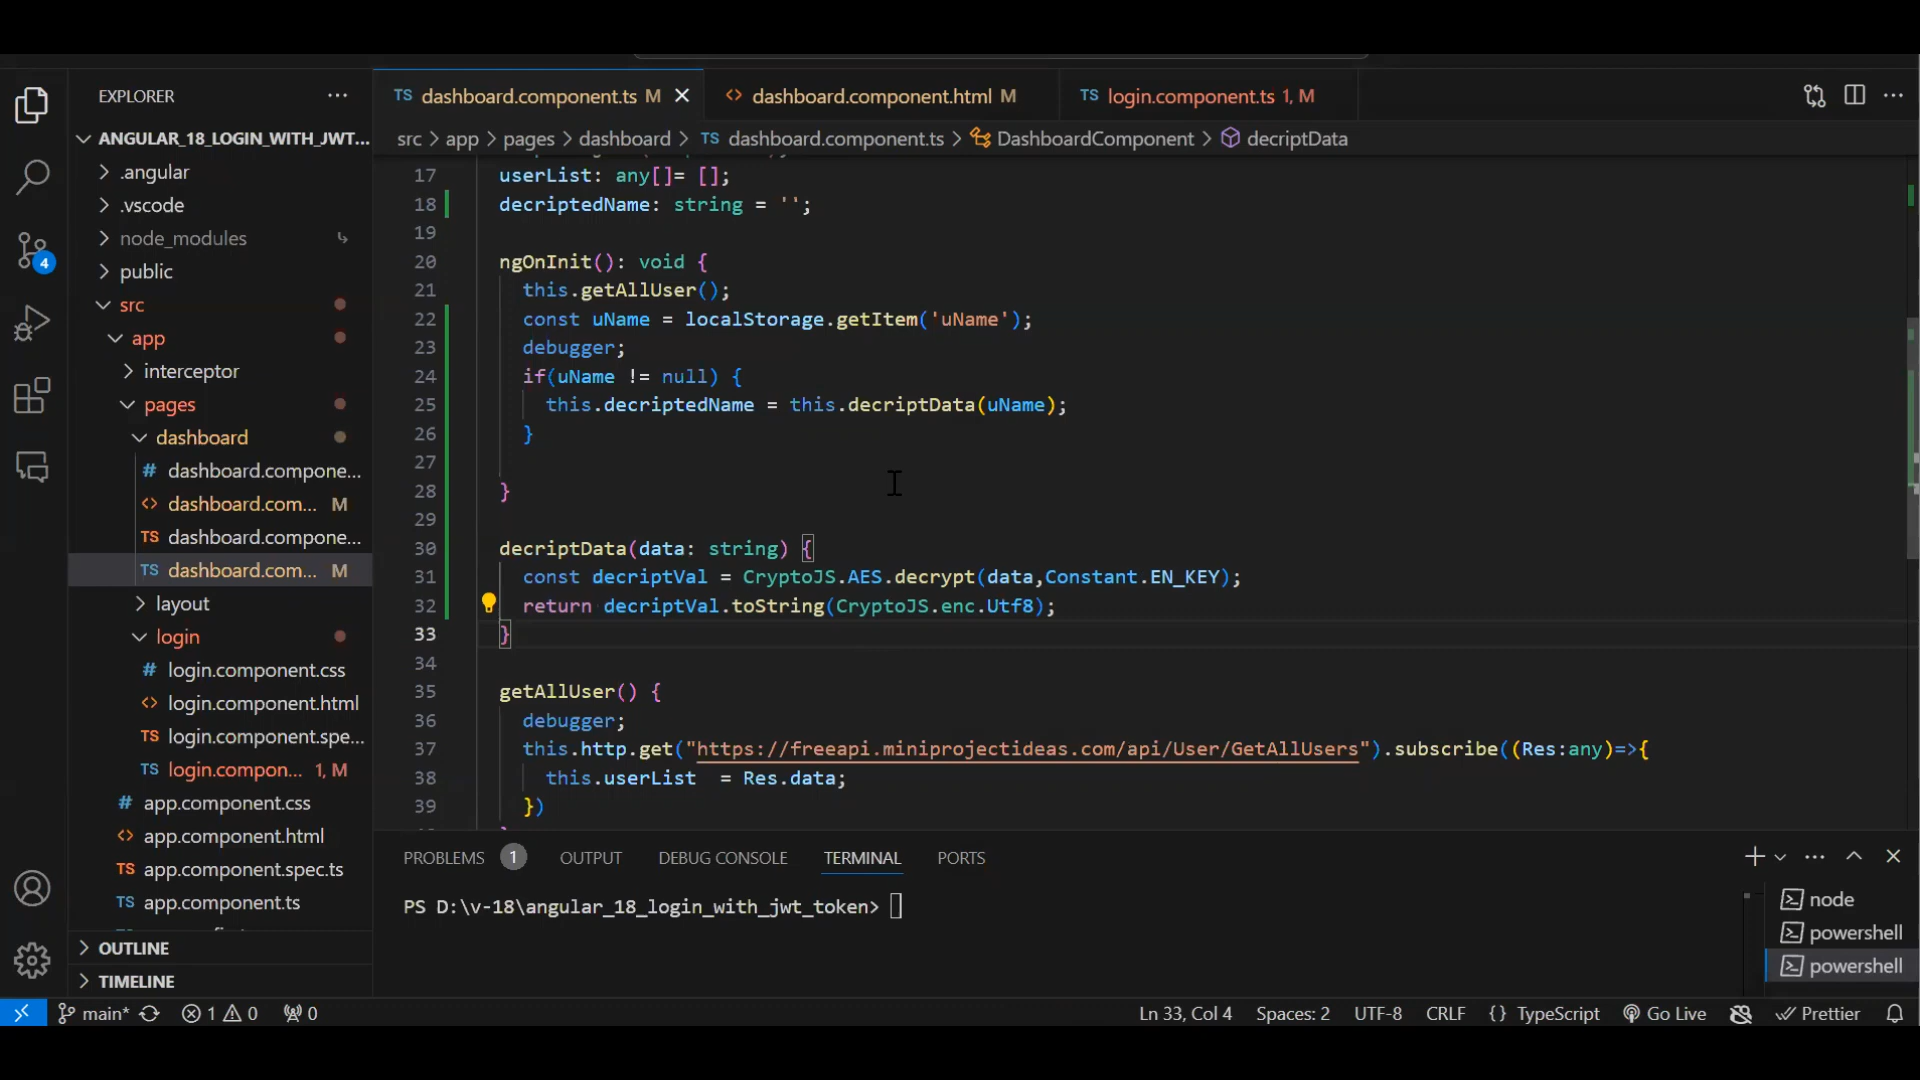 EXPLORER
ANGULAR_18_LOGIN_WITH_JWT...
.angular
.vscode
node_modules
public
src
app
interceptor
pages
dashboard
# dashboard.compone...
<> dashboard.com... M
TS dashboard.compone...
TS dashboard.com... M
layout
login
# login.component.css
<> login.component.html
TS login.component.spe...
TS login.compon... 1, M
# app.component.css
<> app.component.html
TS app.component.spec.ts
TS app.component.ts
OUTLINE
TIMELINE
4
TS dashboard.component.ts M
<> dashboard.component.html M
TS login.component.ts 1, M
src > app > pages > dashboard > TS dashboard.component.ts > DashboardComponent > decriptData
17 userList: any[]= [];
18 decriptedName: string = '';
19
20 ngOnInit(): void {
21 this.getAllUser();
22 const uName = localStorage.getItem('uName');
23 debugger;
24 if(uName != null) {
25 this.decriptedName = this.decriptData(uName);
26 }
27
28 }
29
30 decriptData(data: string) {
31 const decriptVal = CryptoJS.AES.decrypt(data,Constant.EN_KEY);
32 return decriptVal.toString(CryptoJS.enc.Utf8);
33 }
34
35 getAllUser() {
36 debugger;
37 this.http.get("https://freeapi.miniprojectideas.com/api/User/GetAllUsers").subscribe((Res:any)=>{
38 this.userList = Res.data;
39 })
PROBLEMS 1 OUTPUT DEBUG CONSOLE TERMINAL PORTS
PS D:\v-18\angular_18_login_with_jwt_token>
node
powershell
powershell
main* 1 0 0
Ln 33, Col 4 Spaces: 2 UTF-8 CRLF {} TypeScript Go Live Prettier